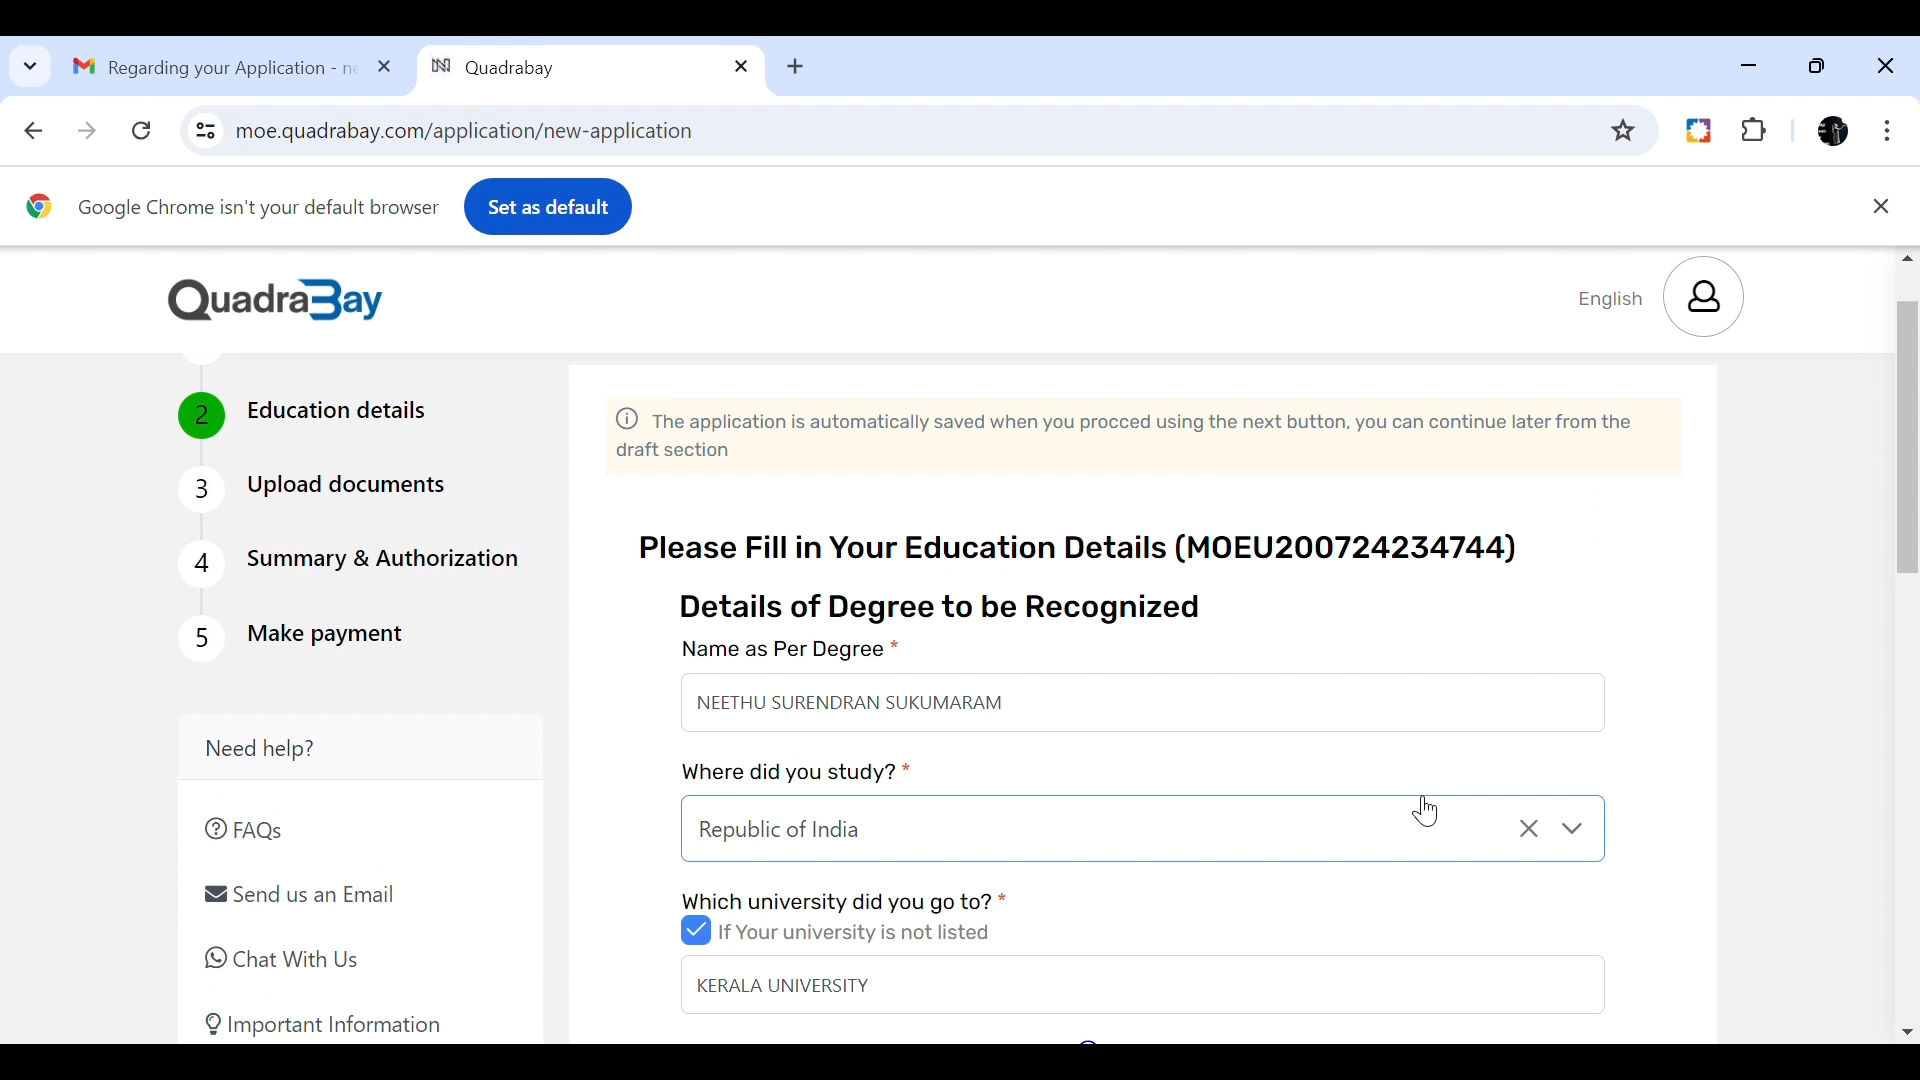 Regarding your Application - ne
Quadrabay
moe.quadrabay.com/application/new-application
Google Chrome isn't your default browser
Set as default
QuadraBay
English
2 Education details
3 Upload documents
4 Summary & Authorization
5 Make payment
Need help?
FAQs
Send us an Email
Chat With Us
Important Information
The application is automatically saved when you procced using the next button, you can continue later from the
draft section
Please Fill in Your Education Details (MOEU200724234744)
Details of Degree to be Recognized
Name as Per Degree *
NEETHU SURENDRAN SUKUMARAM
Where did you study? *
Republic of India
Which university did you go to? *
If Your university is not listed
KERALA UNIVERSITY